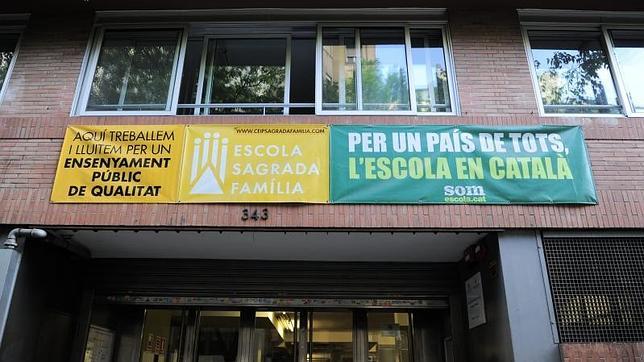 AQUÍ TREBALLEM
I LLUITEM PER UN
ENSENYAMENT
PÚBLIC
DE QUALITAT
WWW.CEIPSAGRADAFAMILIA.COM
ESCOLA
SAGRADA
FAMÍLIA
PER UN PAÍS DE TOTS,
L'ESCOLA EN CATALÀ
som
escola.cat
343